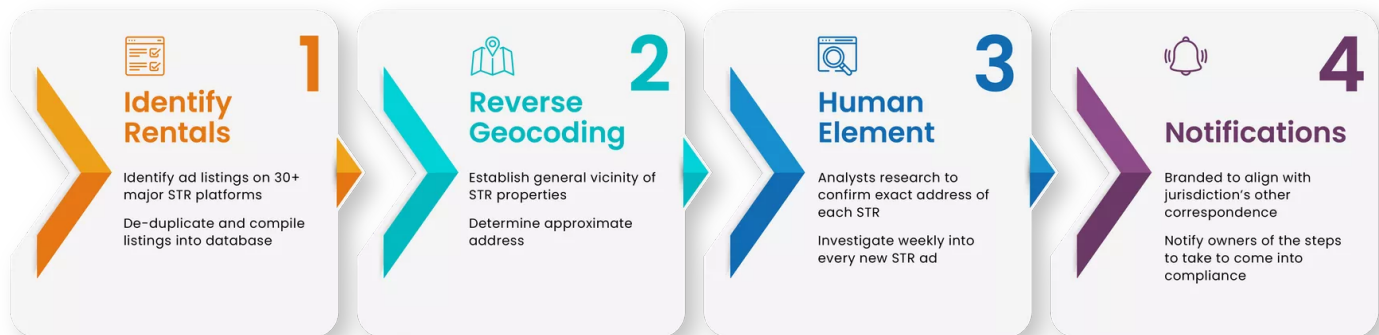 1
Identify
Rentals
Identify ad listings on 30+
major STR platforms
De-duplicate and compile
listings into database
2
Reverse
Geocoding
Establish general vicinity of
STR properties
Determine approximate
address
3
Human
Element
Analysts research to
confirm exact address of
each STR
Investigate weekly into
every new STR ad
4
Notifications
Branded to align with
jurisdiction's other
correspondence
Notify owners of the steps
to take to come into
compliance